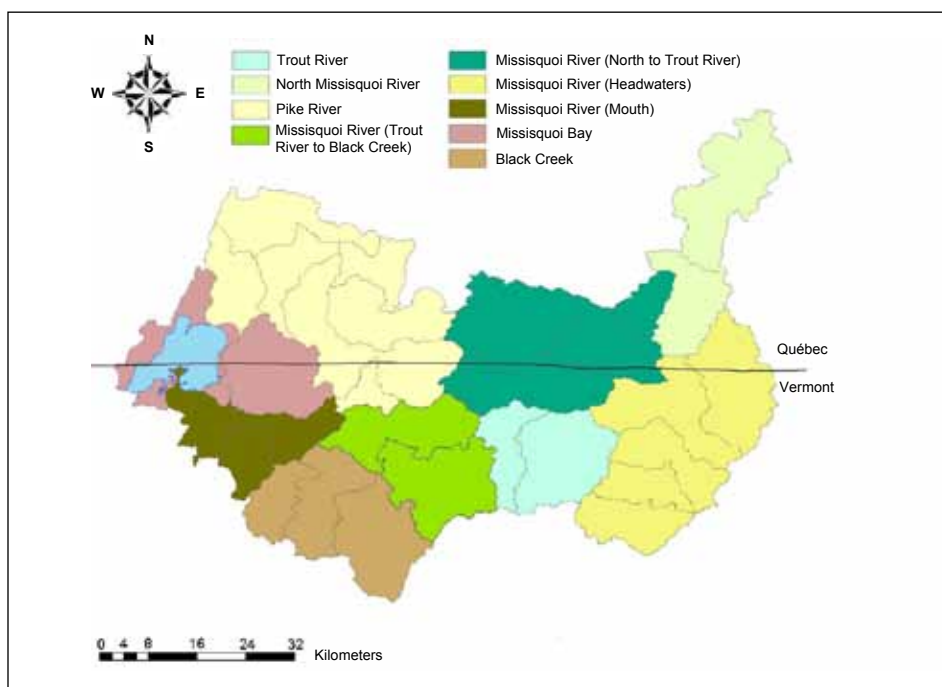 N
W E
S
Trout River
North Missisquoi River
Pike River
Missisquoi River (Trout
River to Black Creek)
Missisquoi River (North to Trout River)
Missisquoi River (Headwaters)
Missisquoi River (Mouth)
Missisquoi Bay
Black Creek
Québec
Vermont
0 4 8 16 24 32
Kilometers